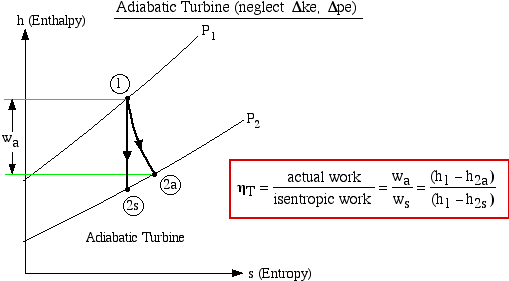 Adiabatic Turbine (neglect Δke, Δpe)
h (Enthalpy)
P1
1
P2
wa
2a
2s
ηT = actual work / isentropic work = wa / ws = (h1 – h2a) / (h1 – h2s)
Adiabatic Turbine
s (Entropy)